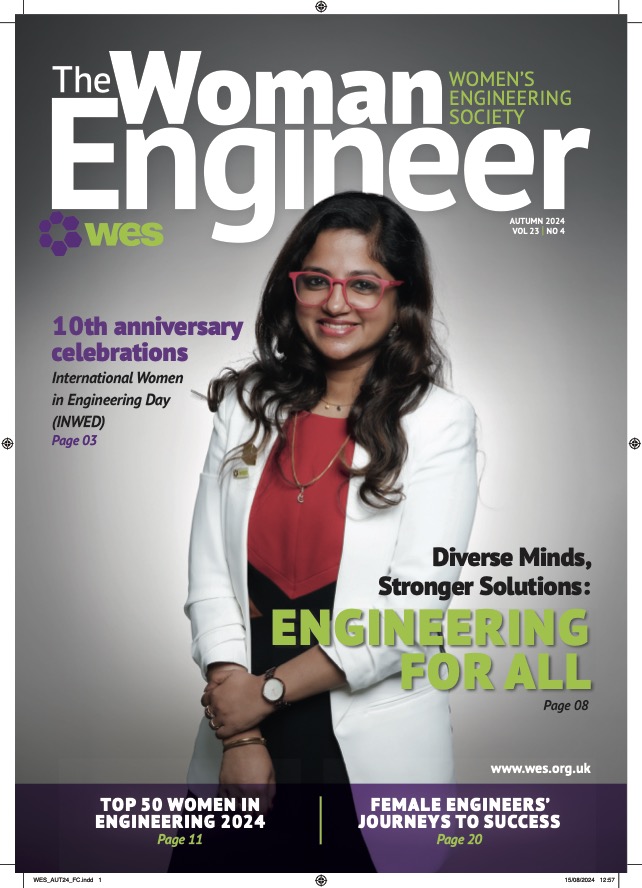 The Woman
Engineer
WOMEN'S
ENGINEERING
SOCIETY
wes
AUTUMN 2024
VOL 23 | NO 4
10th anniversary
celebrations
International Women
in Engineering Day
(INWED)
Page 03
Diverse Minds,
Stronger Solutions:
ENGINEERING
FOR ALL
Page 08
www.wes.org.uk
TOP 50 WOMEN IN
ENGINEERING 2024
Page 11
FEMALE ENGINEERS'
JOURNEYS TO SUCCESS
Page 20
WES_AUT24_FC.indd 1
15/08/2024 12:57